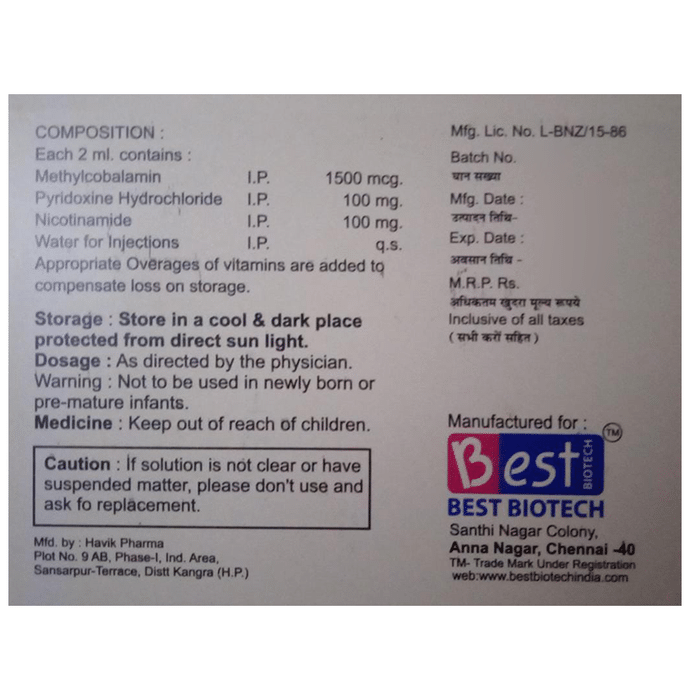 COMPOSITION :
Each 2 ml. contains :
Methylcobalamin I.P. 1500 mcg.
Pyridoxine Hydrochloride I.P. 100 mg.
Nicotinamide I.P. 100 mg.
Water for Injections I.P. q.s.
Appropriate Overages of vitamins are added to
compensate loss on storage.
Storage : Store in a cool & dark place
protected from direct sun light.
Dosage : As directed by the physician.
Warning : Not to be used in newly born or
pre-mature infants.
Medicine : Keep out of reach of children.
Caution : If solution is not clear or have
suspended matter, please don't use and
ask fo replacement.
Mfd. by : Havik Pharma
Plot No. 9 AB, Phase-I, Ind. Area,
Sansarpur-Terrace, Distt Kangra (H.P.)
Mfg. Lic. No. L-BNZ/15-86
Batch No.
यान सख्या
Mfg. Date :
उत्पादन तिथि-
Exp. Date :
अवसान तिथि -
M.R.P. Rs.
अधिकतम खुदरा मूल्य रूपये
Inclusive of all taxes
( सभी करों सहित )
Manufactured for :
Best BIOTECH TM
BEST BIOTECH
Santhi Nagar Colony,
Anna Nagar, Chennai -40
TM- Trade Mark Under Registration
web:www.bestbiotechindia.com